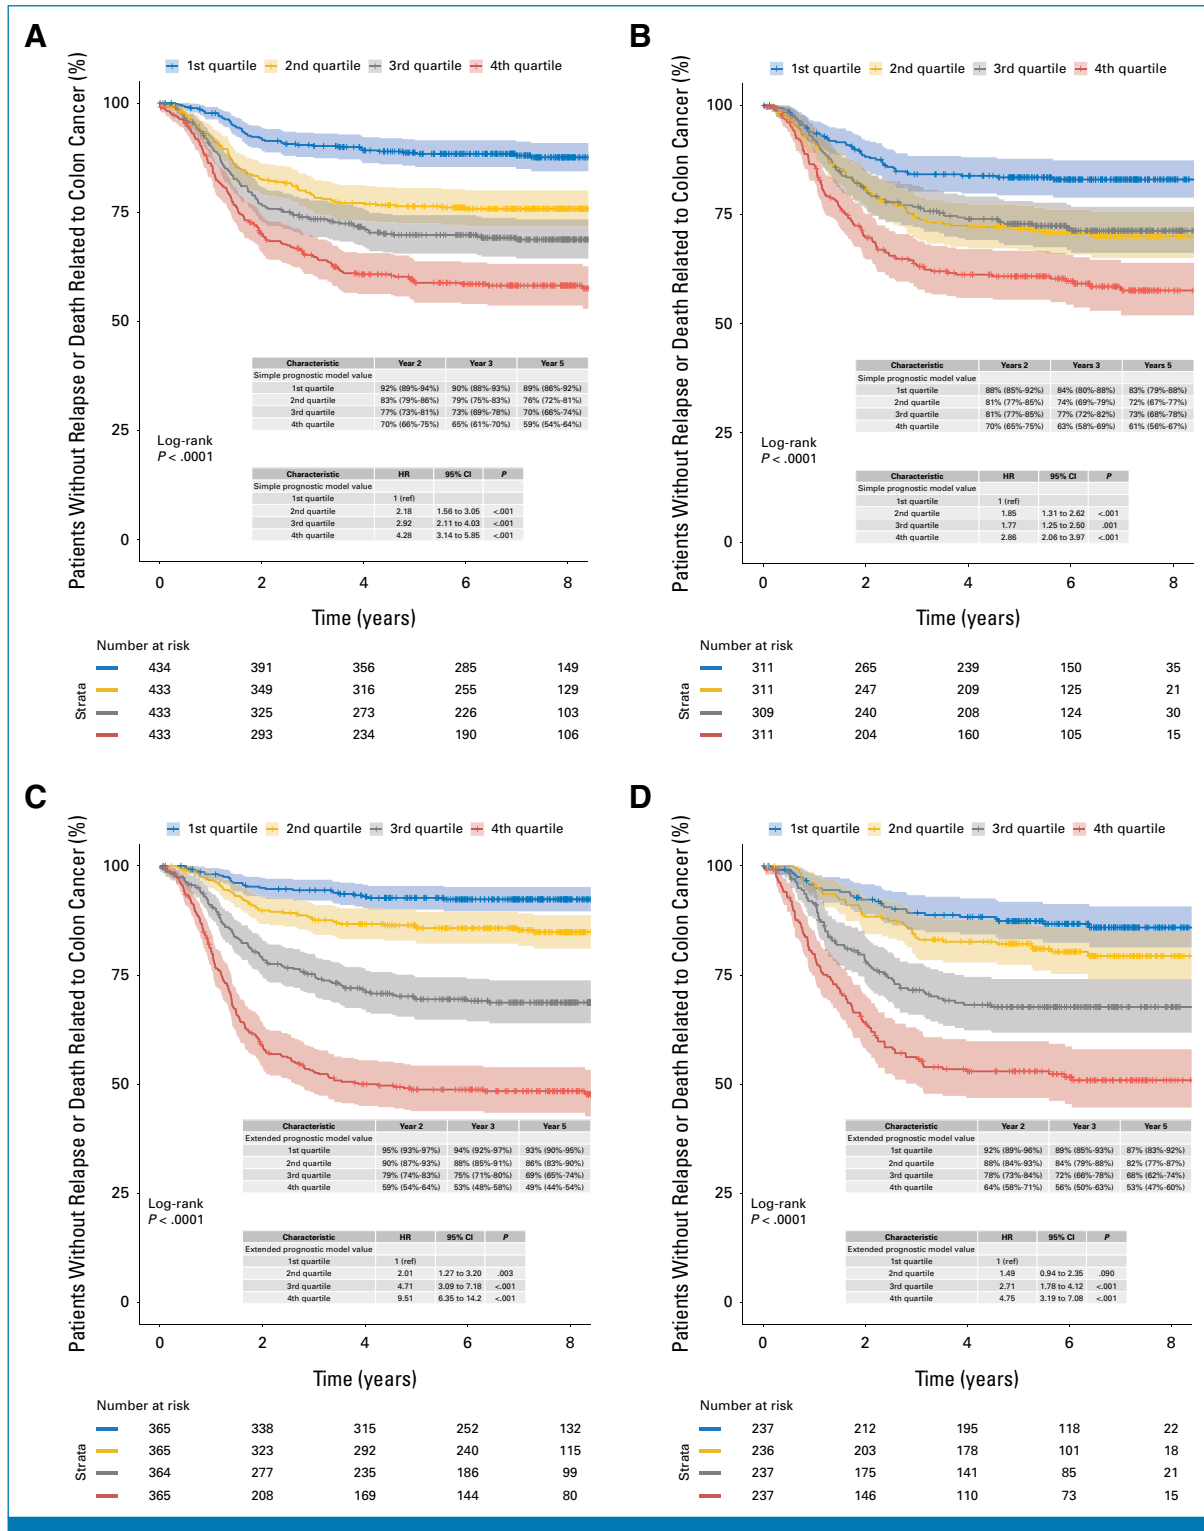 A
1st quartile 2nd quartile 3rd quartile 4th quartile
Patients Without Relapse or Death Related to Colon Cancer (%)
100
75
50
25
0
Characteristic Year 2 Year 3 Year 5
Simple prognostic model value
1st quartile 92% (89%-94%) 90% (88%-93%) 89% (86%-92%)
2nd quartile 83% (79%-86%) 79% (75%-83%) 76% (72%-81%)
3rd quartile 77% (73%-81%) 73% (69%-78%) 70% (66%-74%)
4th quartile 70% (66%-75%) 65% (61%-70%) 59% (54%-64%)
Log-rank
P < .0001
Characteristic HR 95% CI P
Simple prognostic model value
1st quartile 1 (ref)
2nd quartile 2.18 1.56 to 3.05 <.001
3rd quartile 2.92 2.11 to 4.03 <.001
4th quartile 4.28 3.14 to 5.85 <.001
0 2 4 6 8
Time (years)
Number at risk
Strata
434 391 356 285 149
433 349 316 255 129
433 325 273 226 103
433 293 234 190 106
B
1st quartile 2nd quartile 3rd quartile 4th quartile
Patients Without Relapse or Death Related to Colon Cancer (%)
100
75
50
25
0
Characteristic Years 2 Years 3 Years 5
Simple prognostic model value
1st quartile 88% (85%-92%) 84% (80%-88%) 83% (79%-88%)
2nd quartile 81% (77%-85%) 74% (69%-79%) 72% (67%-77%)
3rd quartile 81% (77%-85%) 77% (72%-82%) 73% (68%-78%)
4th quartile 70% (65%-75%) 63% (58%-69%) 61% (56%-67%)
Log-rank
P < .0001
Characteristic HR 95% CI P
Simple prognostic model value
1st quartile 1 (ref)
2nd quartile 1.85 1.31 to 2.62 <.001
3rd quartile 1.77 1.25 to 2.50 .001
4th quartile 2.86 2.06 to 3.97 <.001
0 2 4 6 8
Time (years)
Number at risk
Strata
311 265 239 150 35
311 247 209 125 21
309 240 208 124 30
311 204 160 105 15
C
1st quartile 2nd quartile 3rd quartile 4th quartile
Patients Without Relapse or Death Related to Colon Cancer (%)
100
75
50
25
0
Characteristic Year 2 Year 3 Year 5
Extended prognostic model value
1st quartile 95% (93%-97%) 94% (92%-97%) 93% (90%-95%)
2nd quartile 90% (87%-93%) 88% (85%-91%) 86% (83%-90%)
3rd quartile 79% (74%-83%) 75% (71%-80%) 69% (65%-74%)
4th quartile 59% (54%-64%) 53% (48%-58%) 49% (44%-54%)
Log-rank
P < .0001
Characteristic HR 95% CI P
Extended prognostic model value
1st quartile 1 (ref)
2nd quartile 2.01 1.27 to 3.20 .003
3rd quartile 4.71 3.09 to 7.18 <.001
4th quartile 9.51 6.35 to 14.2 <.001
0 2 4 6 8
Time (years)
Number at risk
Strata
365 338 315 252 132
365 323 292 240 115
364 277 235 186 99
365 208 169 144 80
D
1st quartile 2nd quartile 3rd quartile 4th quartile
Patients Without Relapse or Death Related to Colon Cancer (%)
100
75
50
25
0
Characteristic Year 2 Year 3 Year 5
Extended prognostic model value
1st quartile 92% (89%-96%) 89% (85%-93%) 87% (83%-92%)
2nd quartile 88% (84%-93%) 84% (79%-88%) 82% (77%-87%)
3rd quartile 78% (73%-84%) 72% (66%-78%) 68% (62%-74%)
4th quartile 64% (58%-71%) 56% (50%-63%) 53% (47%-60%)
Log-rank
P < .0001
Characteristic HR 95% CI P
Extended prognostic model value
1st quartile 1 (ref)
2nd quartile 1.49 0.94 to 2.35 .090
3rd quartile 2.71 1.78 to 4.12 <.001
4th quartile 4.75 3.19 to 7.08 <.001
0 2 4 6 8
Time (years)
Number at risk
Strata
237 212 195 118 22
236 203 178 101 18
237 175 141 85 21
237 146 110 73 15